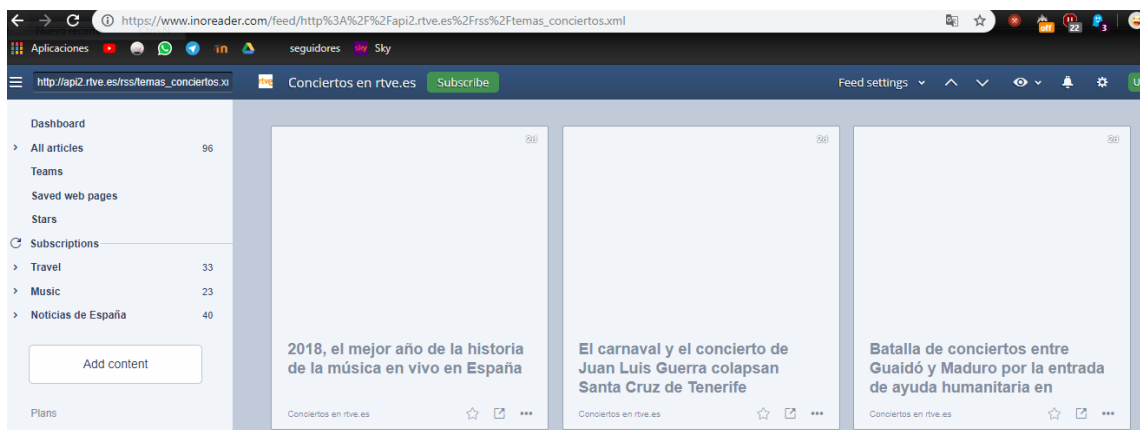 https://www.inoreader.com/feed/http%3A%2F%2Fapi2.rtve.es%2Frss%2Ftemas_conciertos.xml
off 22 3
Aplicaciones in seguidores sky Sky
http://api2.rtve.es/rss/temas_conciertos.x
rtve Conciertos en rtve.es Subscribe Feed settings
Dashboard
All articles 96
Teams
Saved web pages
Stars
Subscriptions
Travel 33
Music 23
Noticias de España 40
Add content
Plans
2d
2018, el mejor año de la historia
de la música en vivo en España
Conciertos en rtve.es
2d
El carnaval y el concierto de
Juan Luis Guerra colapsan
Santa Cruz de Tenerife
Conciertos en rtve.es
2d
Batalla de conciertos entre
Guaidó y Maduro por la entrada
de ayuda humanitaria en
Conciertos en rtve.es